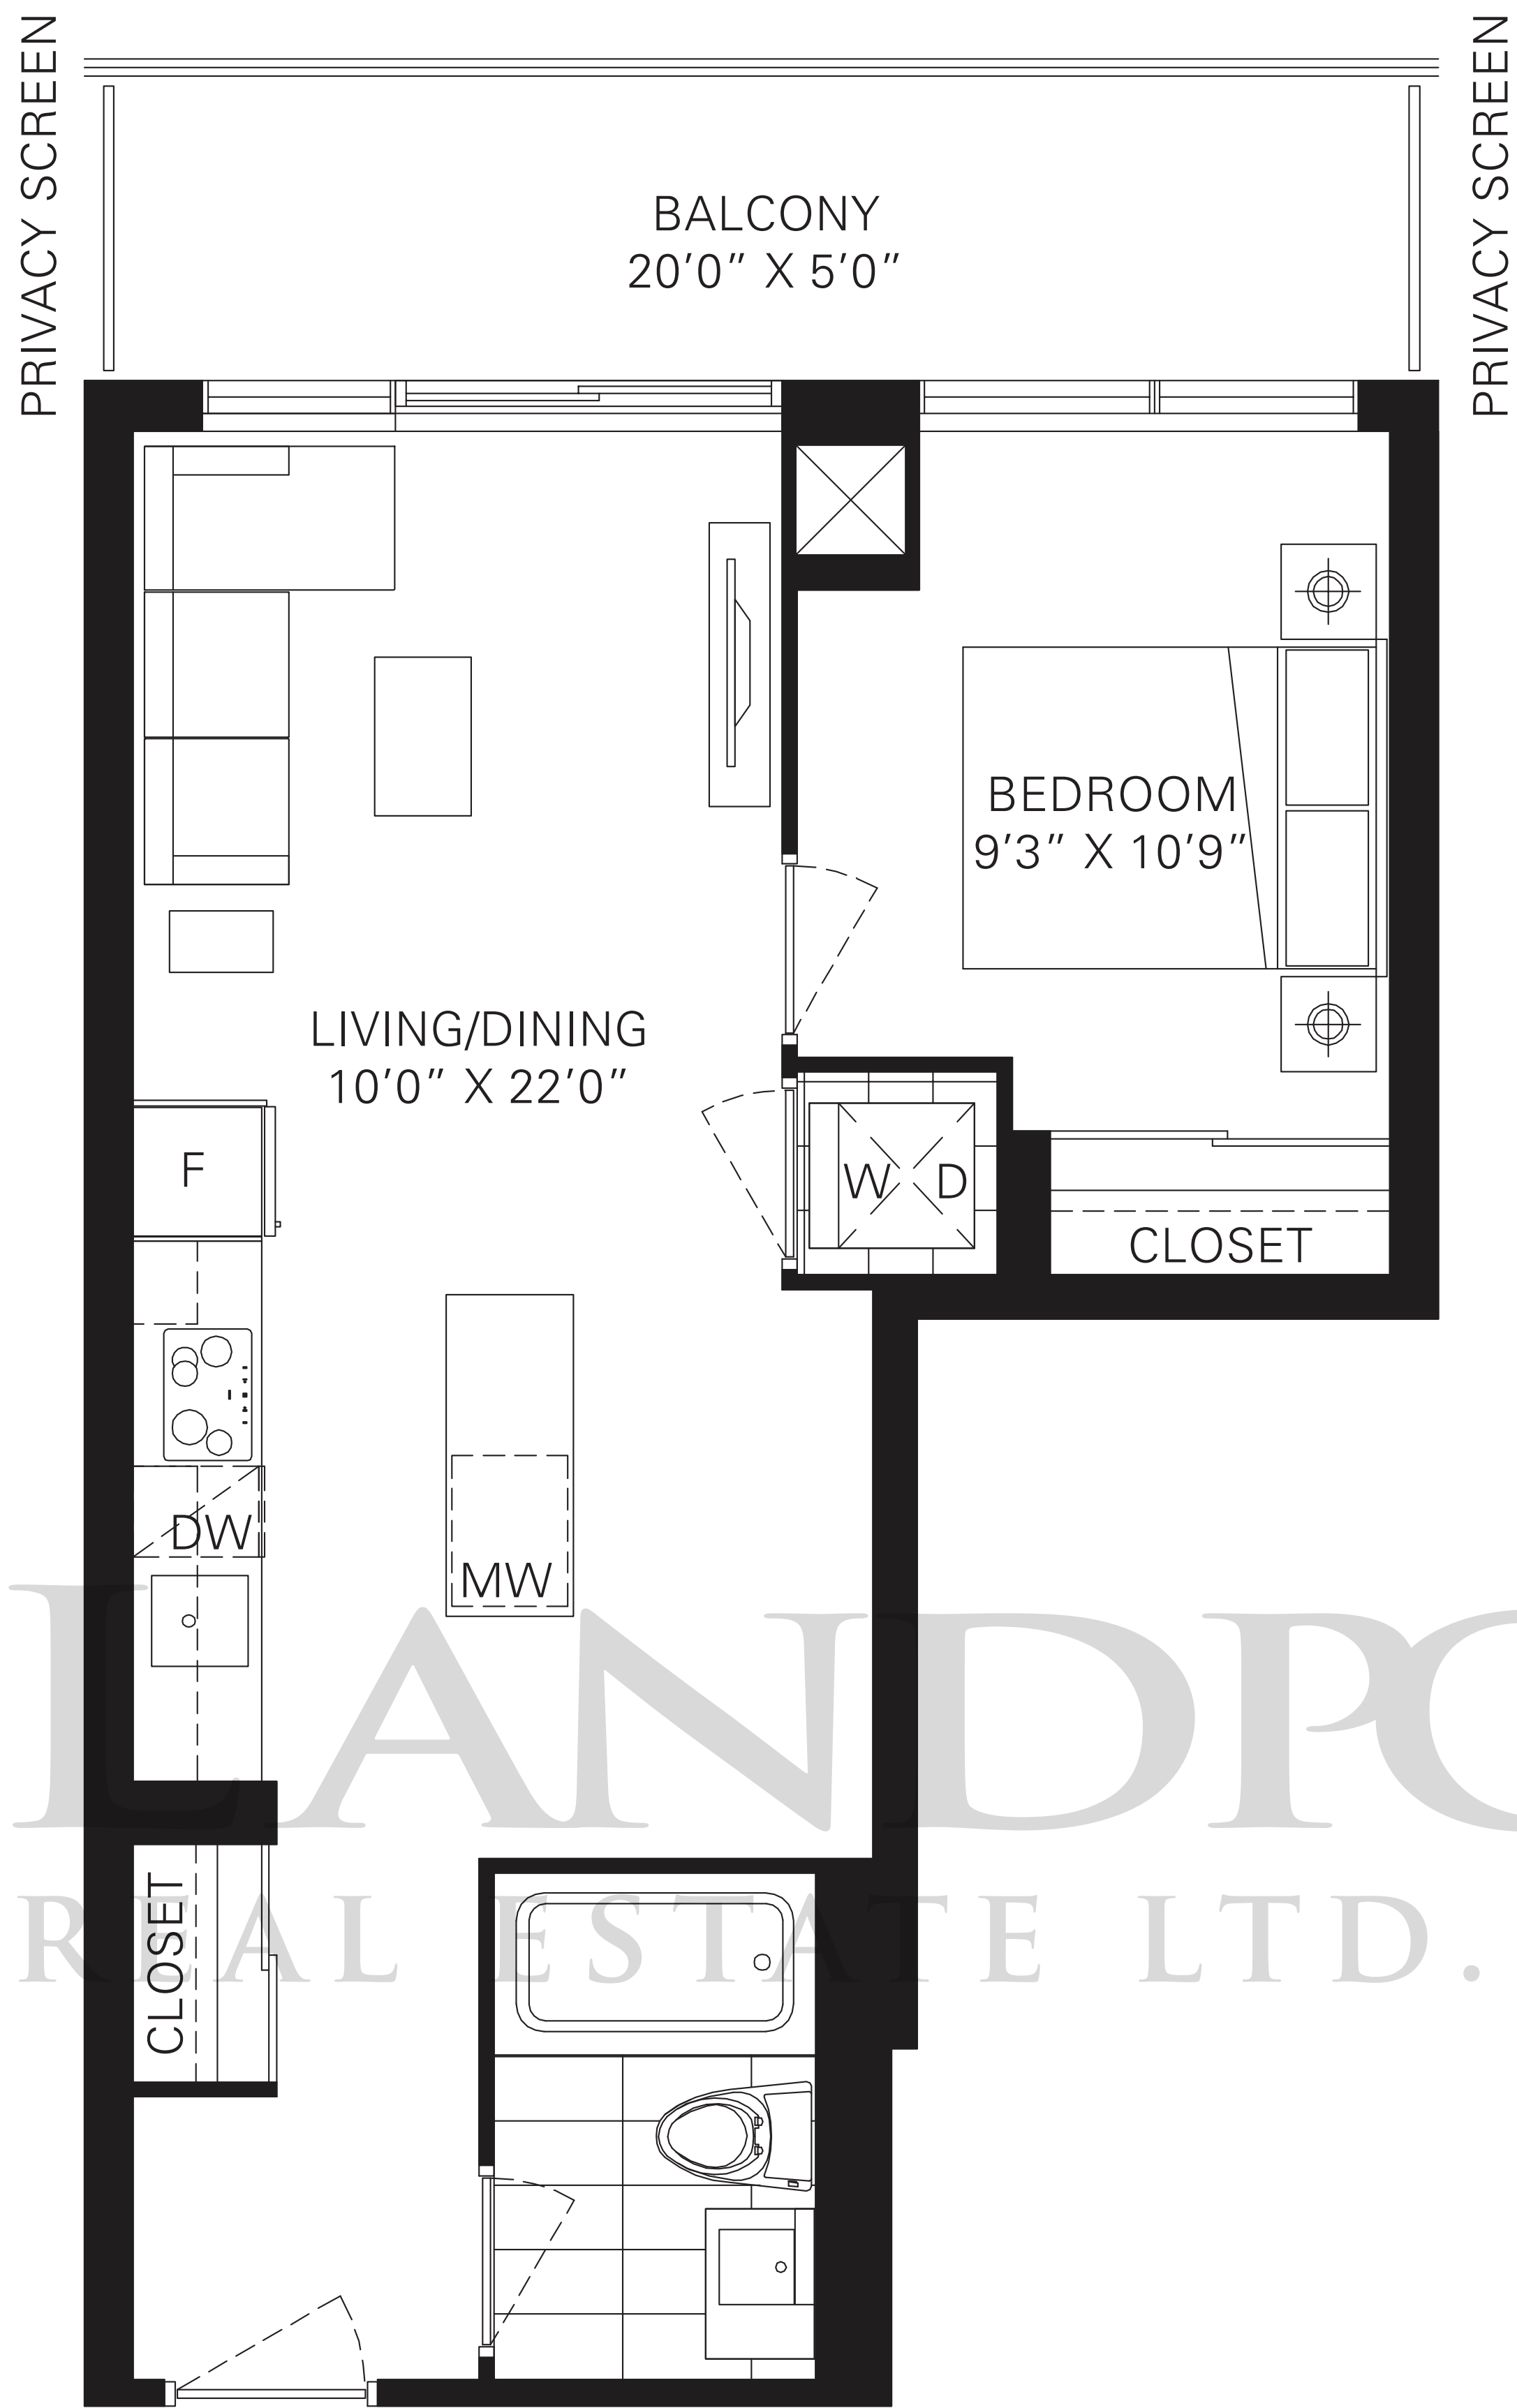 PRIVACY SCREEN
PRIVACY SCREEN
BALCONY
20’0” X 5’0”
BEDROOM
9’3” X 10’9”
LIVING/DINING
10’0” X 22’0”
F
W D
CLOSET
DW
MW
LANDPO
CLOSET
REAL ESTATE LTD.